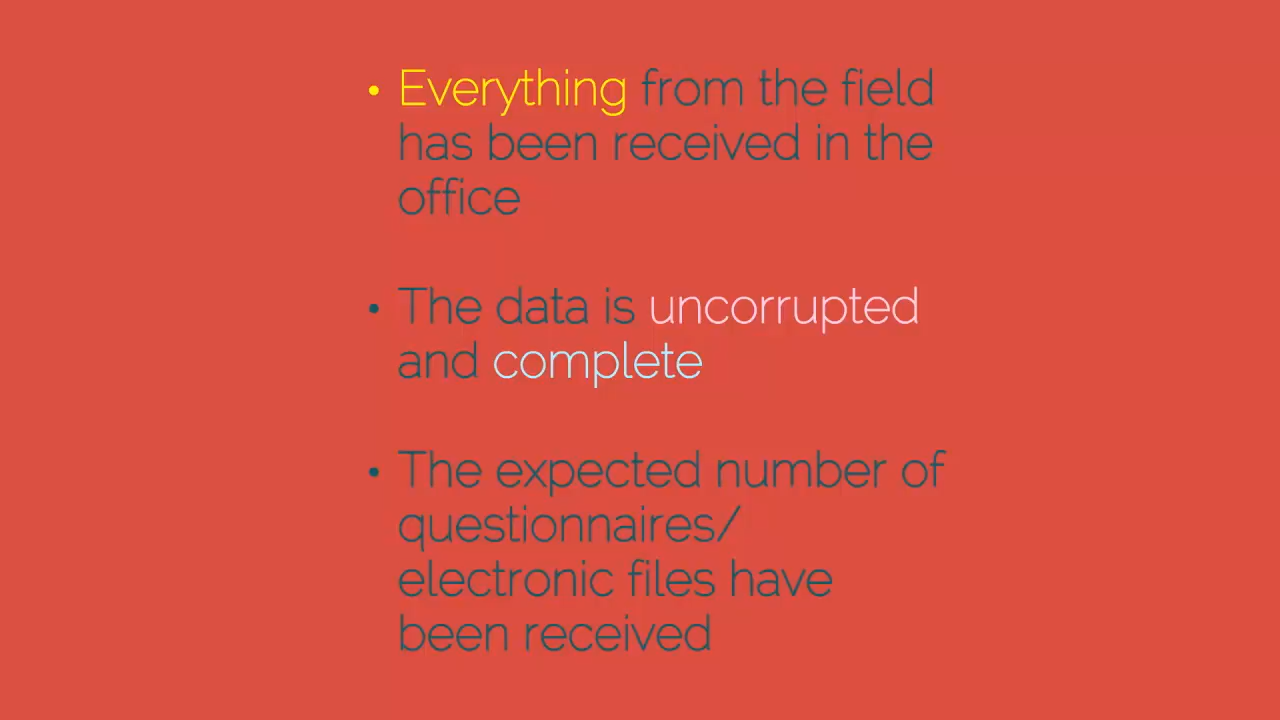 • Everything from the field
has been received in the
office
• The data is uncorrupted
and complete
• The expected number of
questionnaires/
electronic files have
been received